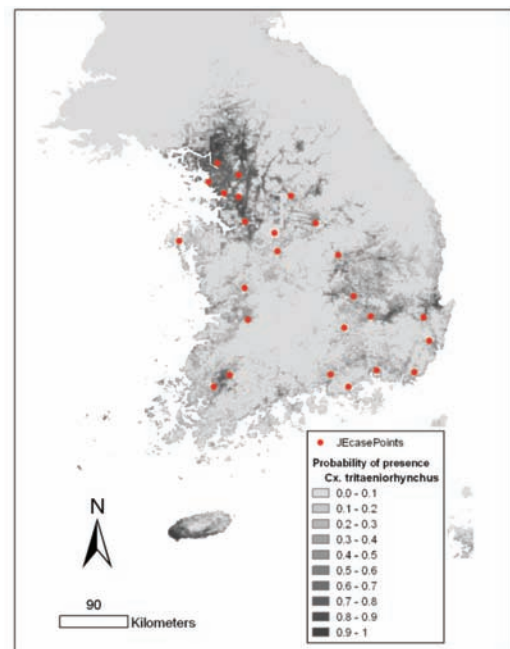 JEcasePoints
Probability of presence
Cx. tritaeniorhynchus
0.0 - 0.1
0.1 - 0.2
0.2 - 0.3
0.3 - 0.4
0.4 - 0.5
0.5 - 0.6
0.6 - 0.7
0.7 - 0.8
0.8 - 0.9
0.9 - 1
N
90
Kilometers